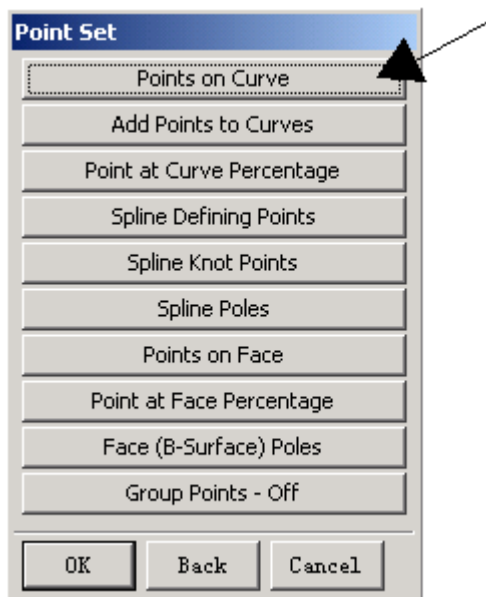 Point Set
Points on Curve
Add Points to Curves
Point at Curve Percentage
Spline Defining Points
Spline Knot Points
Spline Poles
Points on Face
Point at Face Percentage
Face (B-Surface) Poles
Group Points - Off
OK Back Cancel